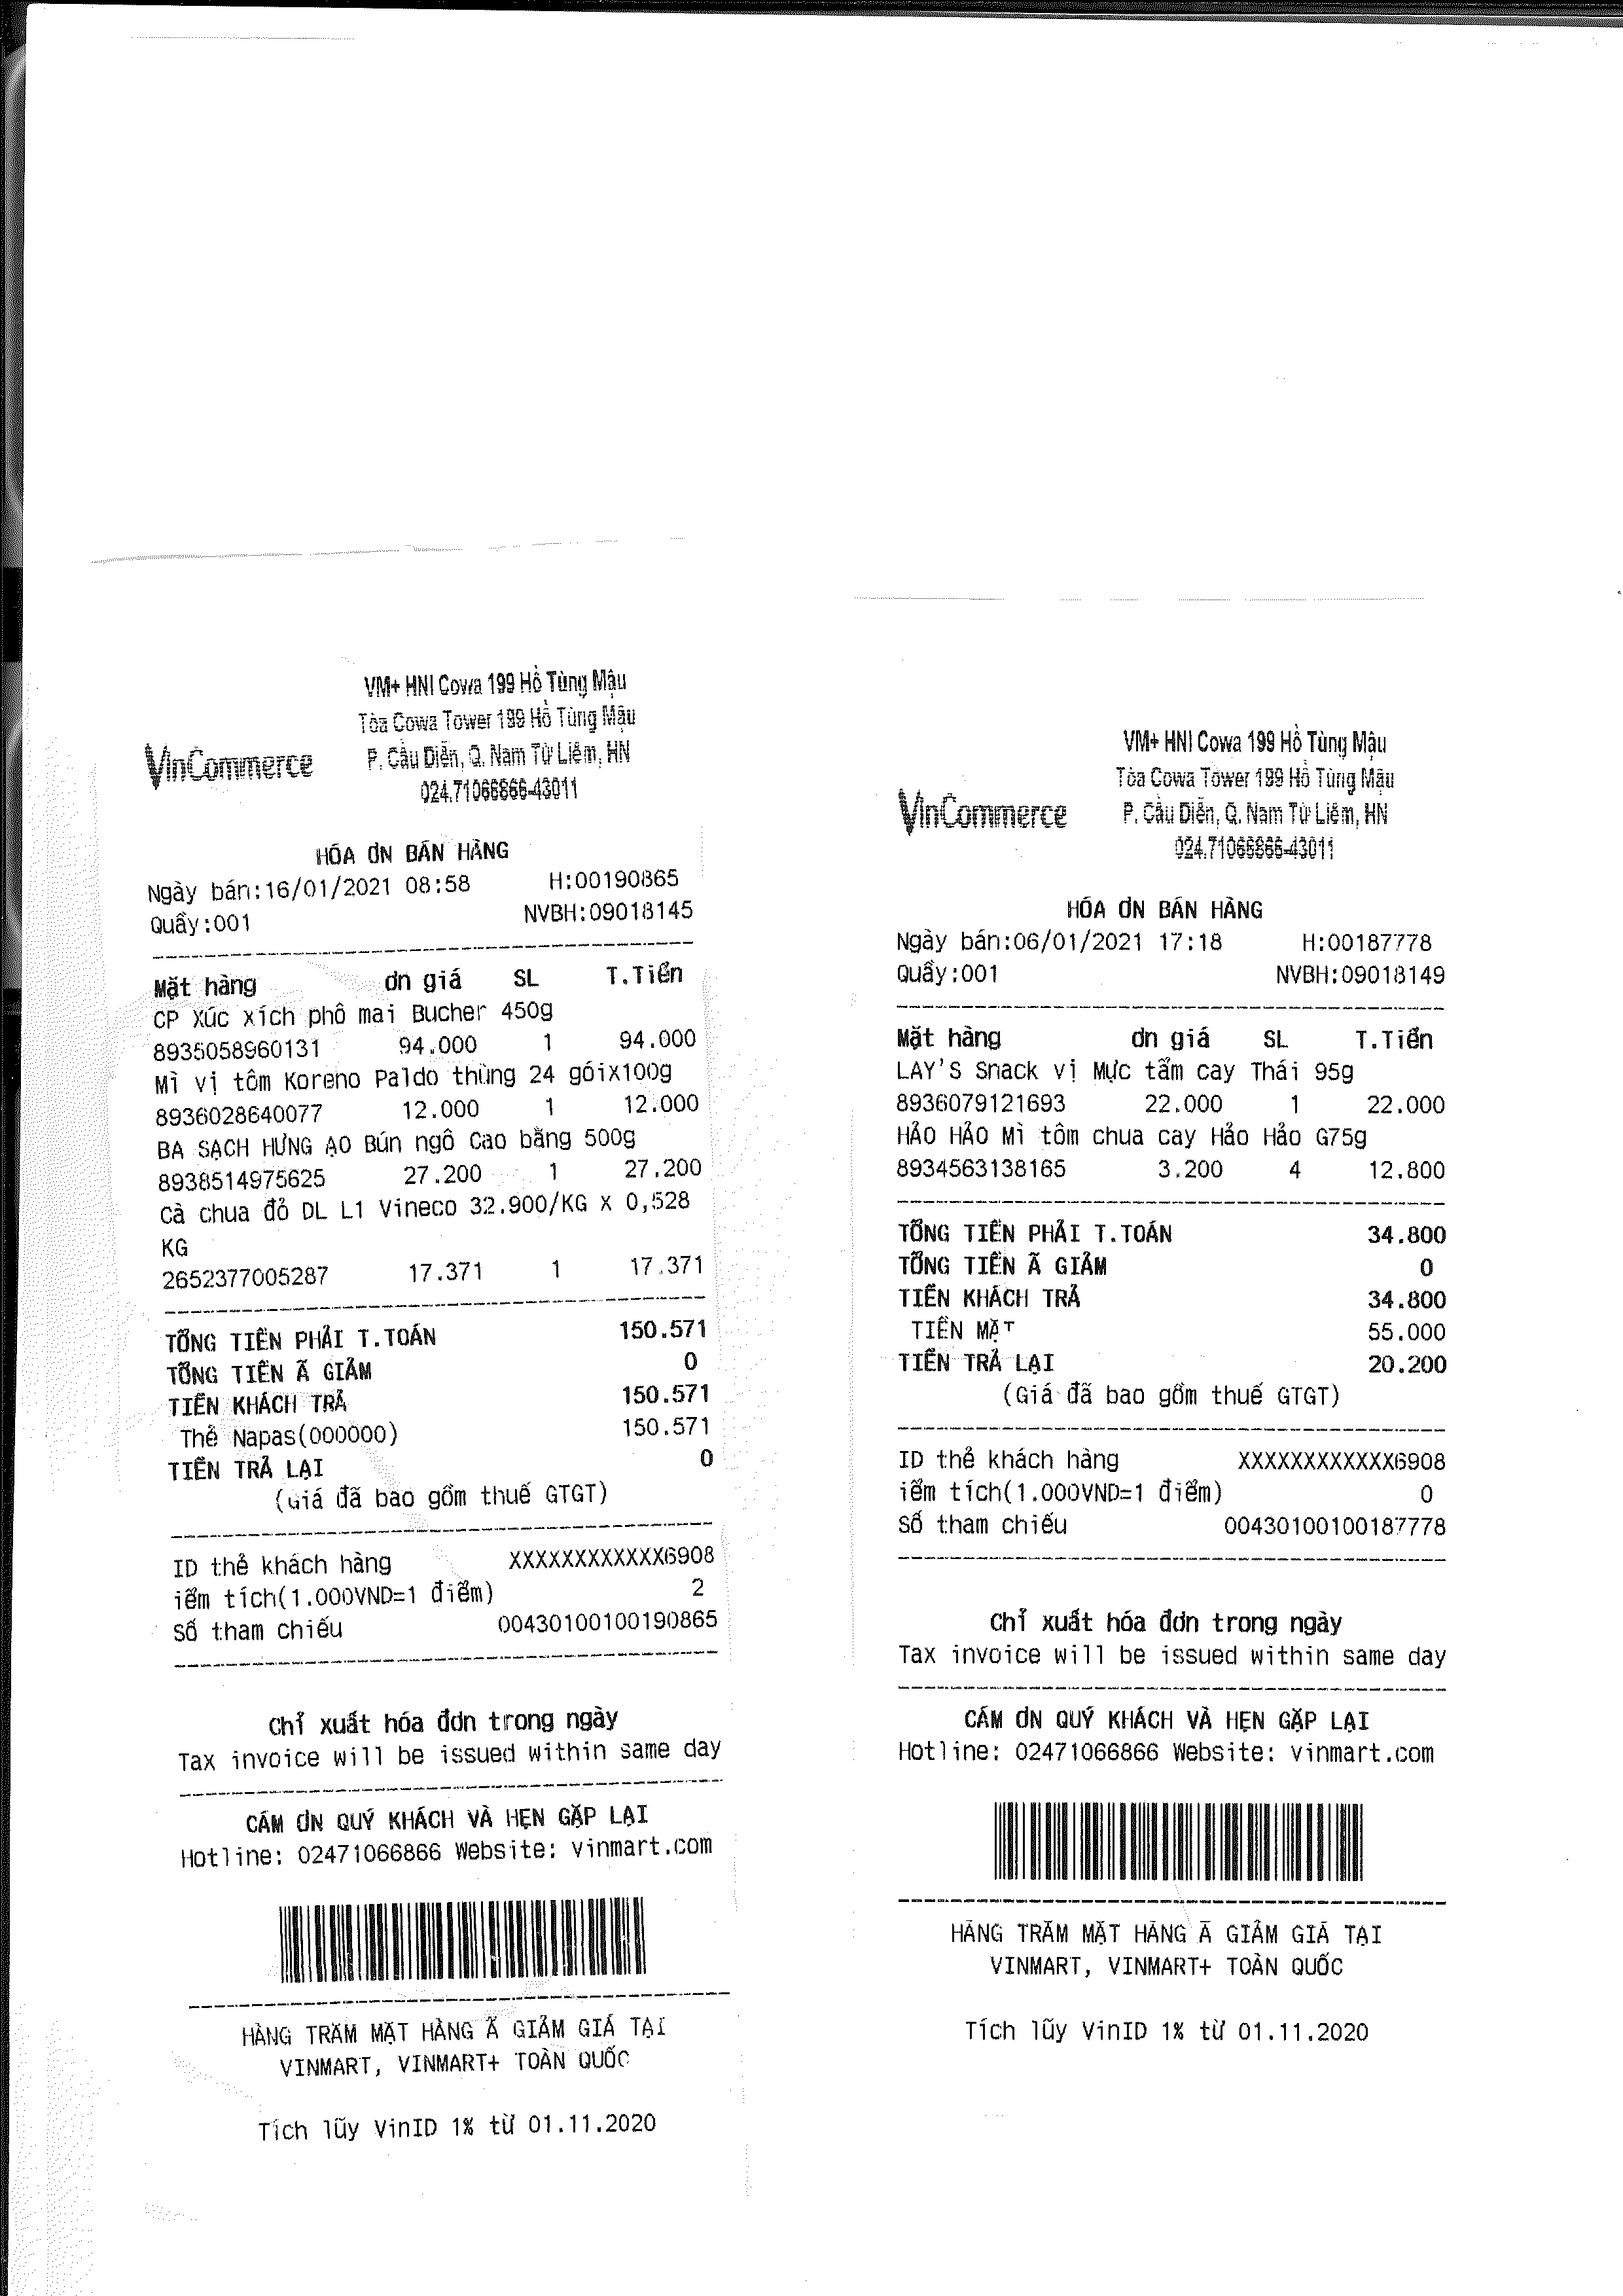 VM+ HNI Cowa 199 Hồ Tùng Mậu
Tòa Cowa Tower 199 Hồ Tùng Mậu
VinCommerce
P. Cầu Diễn, Q. Nam Từ Liêm, HN
024.71066866-43011
HÓA ƠN BÁN HÀNG
Ngày bán:16/01/2021 08:58 H:00190865
Quầy:001 NVBH:09018145
Mặt hàng ơn giá SL T.Tiền
CP Xúc xích phô mai Bucher 450g
8935058960131 94.000 1 94.000
Mì vị tôm Koreno Paldo thùng 24 góix100g
8936028640077 12.000 1 12.000
BA SẠCH HƯNG ẠO Bún ngô Cao bằng 500g
8938514975625 27.200 1 27.200
Cà chua đỏ DL L1 Vineco 32.900/KG x 0,528
KG
2652377005287 17.371 1 17.371
TỔNG TIỀN PHẢI T.TOÁN 150.571
TỔNG TIỀN Ã GIẢM 0
TIỀN KHÁCH TRẢ 150.571
Thẻ Napas(000000) 150.571
TIỀN TRẢ LẠI 0
(Giá đã bao gồm thuế GTGT)
ID thẻ khách hàng XXXXXXXXXXXX6908
iểm tích(1.000VND=1 điểm) 2
Số tham chiếu 00430100100190865
Chỉ xuất hóa đơn trong ngày
Tax invoice will be issued within same day
CẢM ƠN QUÝ KHÁCH VÀ HẸN GẶP LẠI
Hotline: 02471066866 Website: vinmart.com
HÀNG TRĂM MẶT HÀNG Ã GIẢM GIÁ TẠI
VINMART, VINMART+ TOÀN QUỐC
Tích lũy VinID 1% từ 01.11.2020
VM+ HNI Cowa 199 Hồ Tùng Mậu
Tòa Cowa Tower 199 Hồ Tùng Mậu
VinCommerce
P. Cầu Diễn, Q. Nam Từ Liêm, HN
024.71066866-43011
HÓA ƠN BÁN HÀNG
Ngày bán:06/01/2021 17:18 H:00187778
Quầy:001 NVBH:09018149
Mặt hàng ơn giá SL T.Tiền
LAY'S Snack vị Mực tẩm cay Thái 95g
8936079121693 22.000 1 22.000
HẢO HẢO Mì tôm chua cay Hảo Hảo G75g
8934563138165 3.200 4 12.800
TỔNG TIỀN PHẢI T.TOÁN 34.800
TỔNG TIỀN Ã GIẢM 0
TIỀN KHÁCH TRẢ 34.800
TIỀN MẶT 55.000
TIỀN TRẢ LẠI 20.200
(Giá đã bao gồm thuế GTGT)
ID thẻ khách hàng XXXXXXXXXXXX6908
iểm tích(1.000VND=1 điểm) 0
Số tham chiếu 00430100100187778
Chỉ xuất hóa đơn trong ngày
Tax invoice will be issued within same day
CẢM ƠN QUÝ KHÁCH VÀ HẸN GẶP LẠI
Hotline: 02471066866 Website: vinmart.com
HÀNG TRĂM MẶT HÀNG Ã GIẢM GIÁ TẠI
VINMART, VINMART+ TOÀN QUỐC
Tích lũy VinID 1% từ 01.11.2020